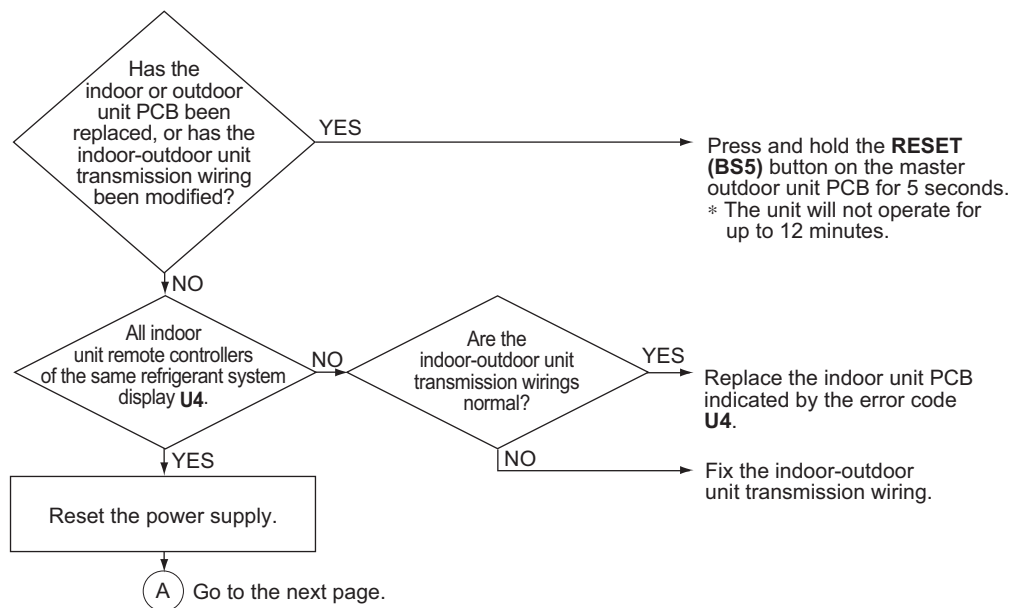 Has the
indoor or outdoor
unit PCB been
replaced, or has the
indoor-outdoor unit
transmission wiring
been modified?
YES
Press and hold the RESET
(BS5) button on the master
outdoor unit PCB for 5 seconds.
* The unit will not operate for
up to 12 minutes.
NO
All indoor
unit remote controllers
of the same refrigerant system
display U4.
NO
Are the
indoor-outdoor unit
transmission wirings
normal?
YES
Replace the indoor unit PCB
indicated by the error code
U4.
NO
Fix the indoor-outdoor
unit transmission wiring.
YES
Reset the power supply.
A Go to the next page.